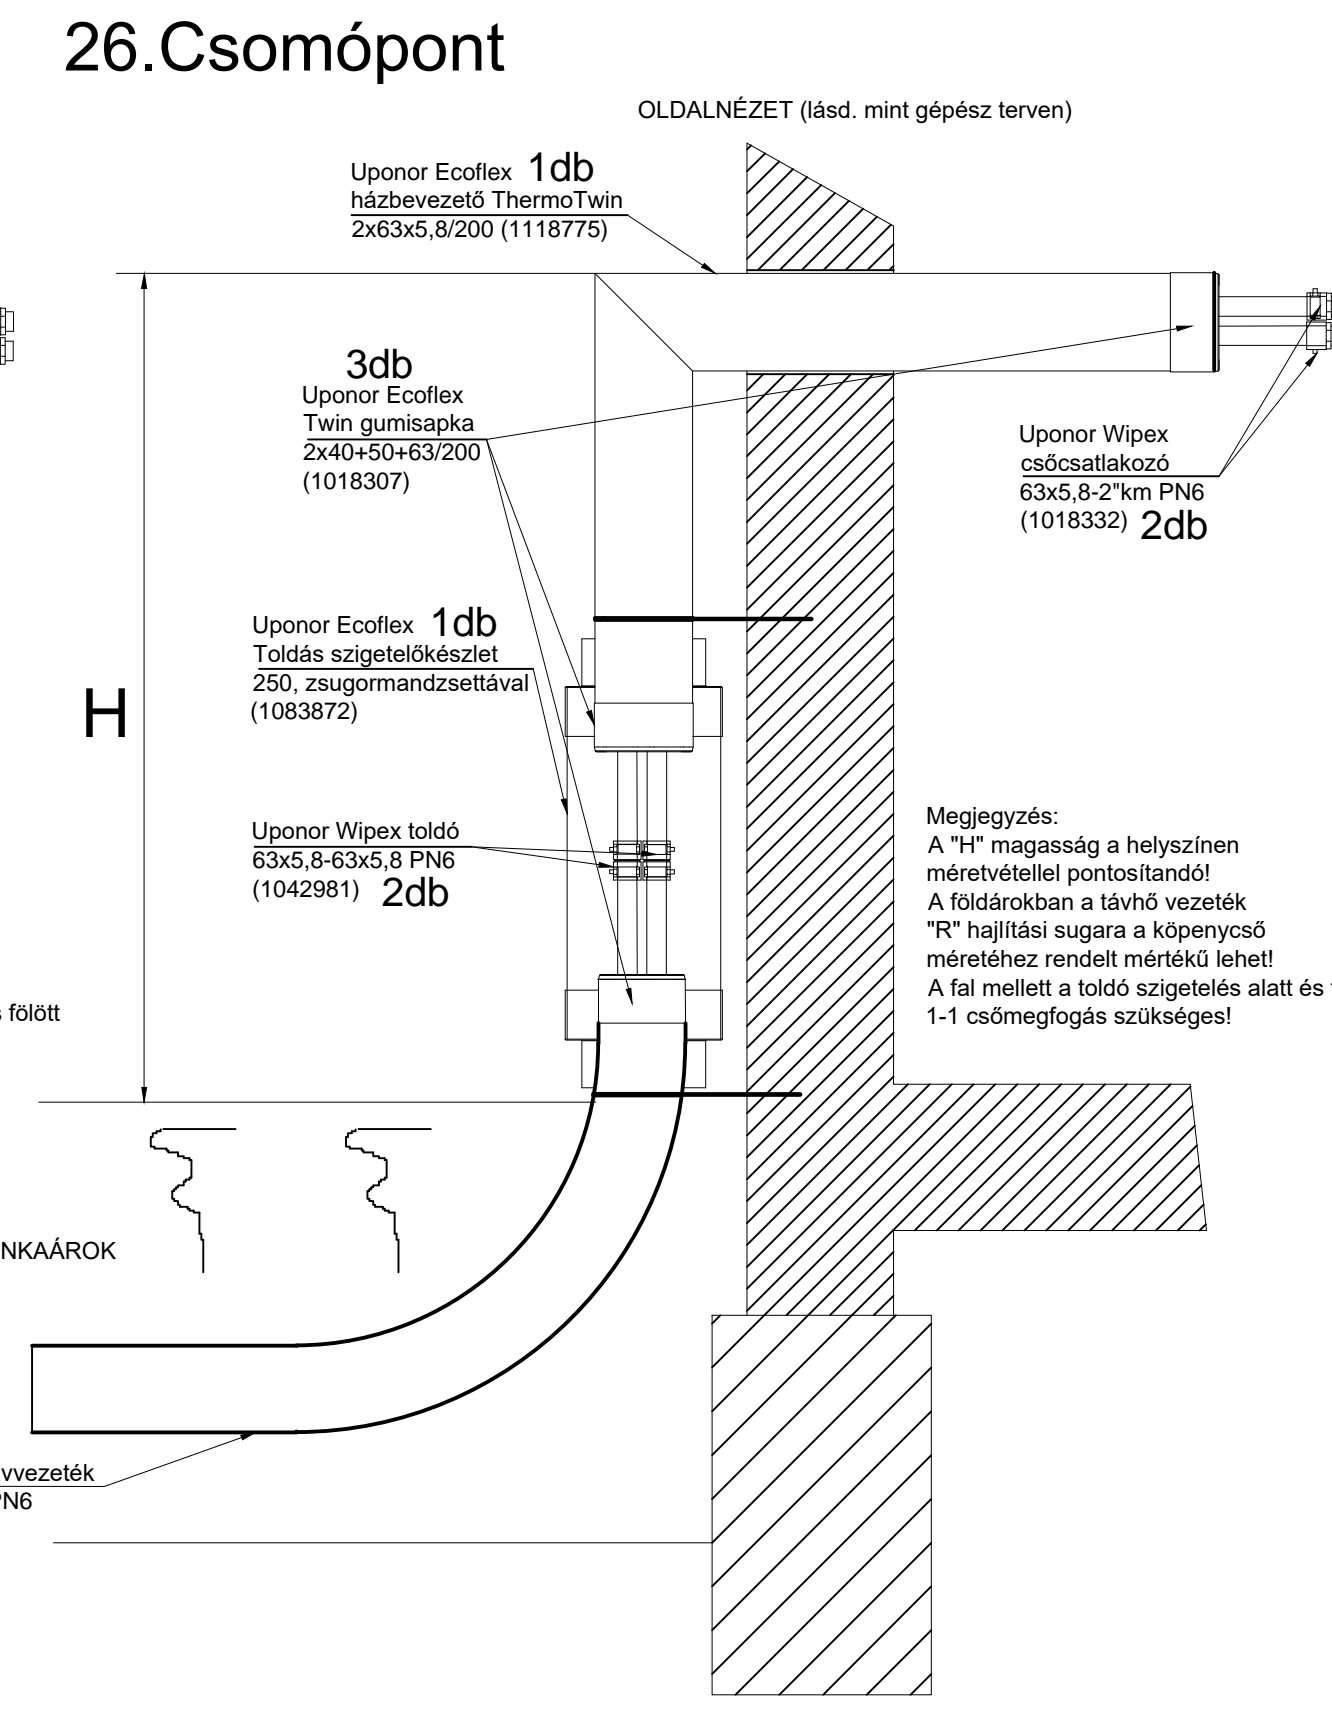 26.Csomópont
OLDALNÉZET (lásd. mint gépész terven)
Uponor Ecoflex 1db
házbevezető ThermoTwin
2x63x5,8/200 (1118775)
3db
Uponor Ecoflex
Twin gumisapka
2x40+50+63/200
(1018307)
Uponor Wipex
csőcsatlakozó
63x5,8-2"km PN6
(1018332) 2db
Uponor Ecoflex 1db
Toldás szigetelőkészlet
250, zsugormandzsettával
(1083872)
H
Uponor Wipex toldó
63x5,8-63x5,8 PN6
(1042981) 2db
Megjegyzés:
A "H" magasság a helyszínen
méretvétellel pontosítandó!
A földárokban a távhő vezeték
"R" hajlítási sugara a köpenycső
méretéhez rendelt mértékű lehet!
A fal mellett a toldó szigetelés alatt és
1-1 csőmegfogás szükséges!
fölött
NKAÁROK
vvezeték
PN6